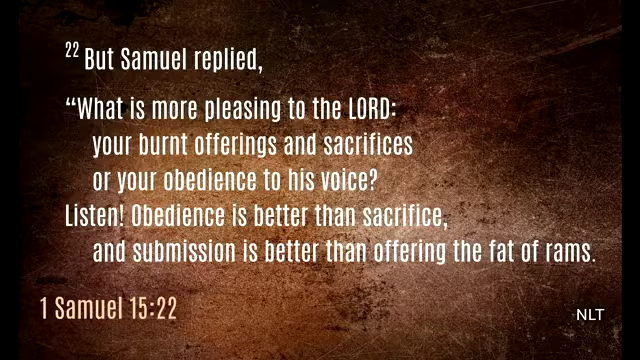 22 But Samuel replied,
“What is more pleasing to the LORD:
your burnt offerings and sacrifices
or your obedience to his voice?
Listen! Obedience is better than sacrifice,
and submission is better than offering the fat of rams.
1 Samuel 15:22
NLT